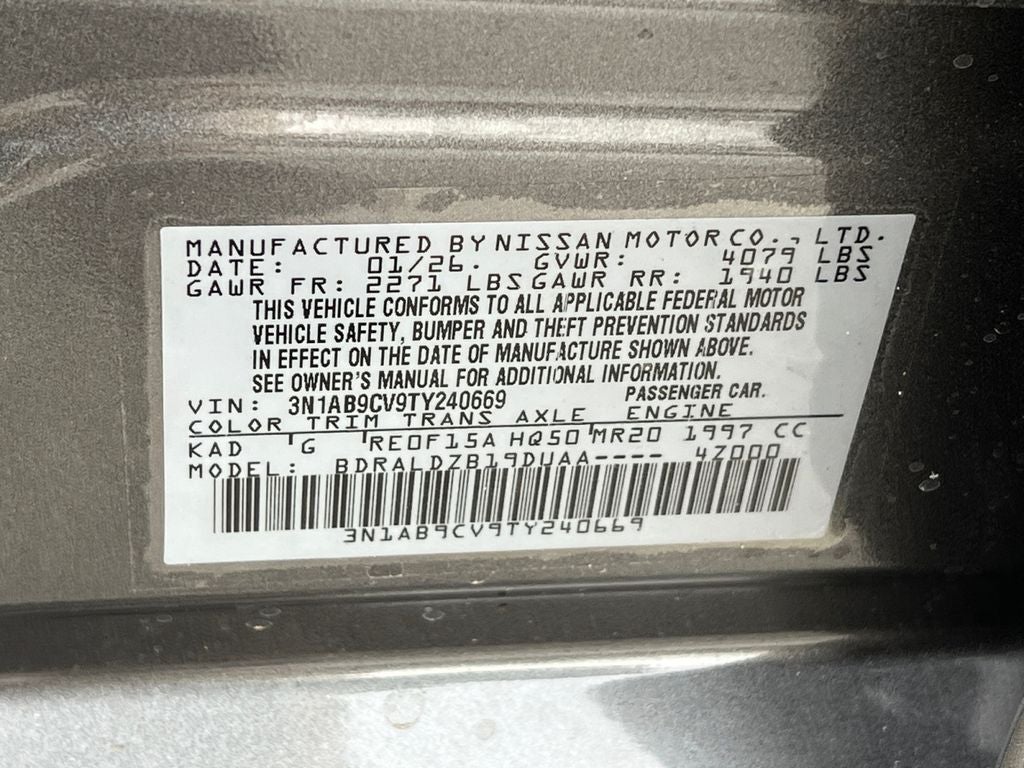 MANUFACTURED BY NISSAN MOTOR CO., LTD.
DATE: 01/26. GVWR: 4079 LBS
GAWR FR: 2271 LBS GAWR RR: 1940 LBS
THIS VEHICLE CONFORMS TO ALL APPLICABLE FEDERAL MOTOR
VEHICLE SAFETY, BUMPER AND THEFT PREVENTION STANDARDS
IN EFFECT ON THE DATE OF MANUFACTURE SHOWN ABOVE.
SEE OWNER'S MANUAL FOR ADDITIONAL INFORMATION.
VIN: 3N1AB9CV9TY240669 PASSENGER CAR.
COLOR TRIM TRANS AXLE ENGINE
KAD G RE0F15A HQ50 MR20 1997 CC
MODEL: BDRALDZB19DUAA---- 4Z000
3N1AB9CV9TY240669